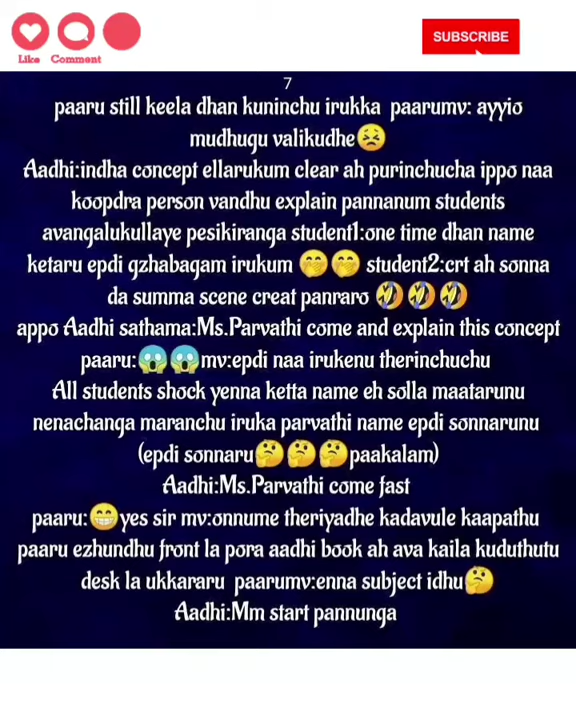 SUBSCRIBE
Like Comment
7
paaru still keela dhan kuninchu irukka paarumv: ayyio
mudhugu valikudhe😣
Aadhi:indha concept ellarukum clear ah purinchucha ippo naa
koopdra person vandhu explain pannanum students
avangalukullaye pesikiranga student1:one time dhan name
ketaru epdi gzhabagam irukum 🤭🤭 student2:crt ah sonna
da summa scene creat panraro 🤣🤣🤣
appo Aadhi sathama:Ms.Parvathi come and explain this concept
paaru:😱😱mv:epdi naa irukenu therinchuchu
All students shock yenna ketta name eh solla maatarunu
nenachanga maranchu iruka parvathi name epdi sonnarunu
(epdi sonnaru🤔🤔🤔paakalam)
Aadhi:Ms.Parvathi come fast
paaru:😁yes sir mv:onnume theriyadhe kadavule kaapathu
paaru ezhundhu front la pora aadhi book ah ava kaila kuduthutu
desk la ukkararu paarumv:enna subject idhu🤔
Aadhi:Mm start pannunga